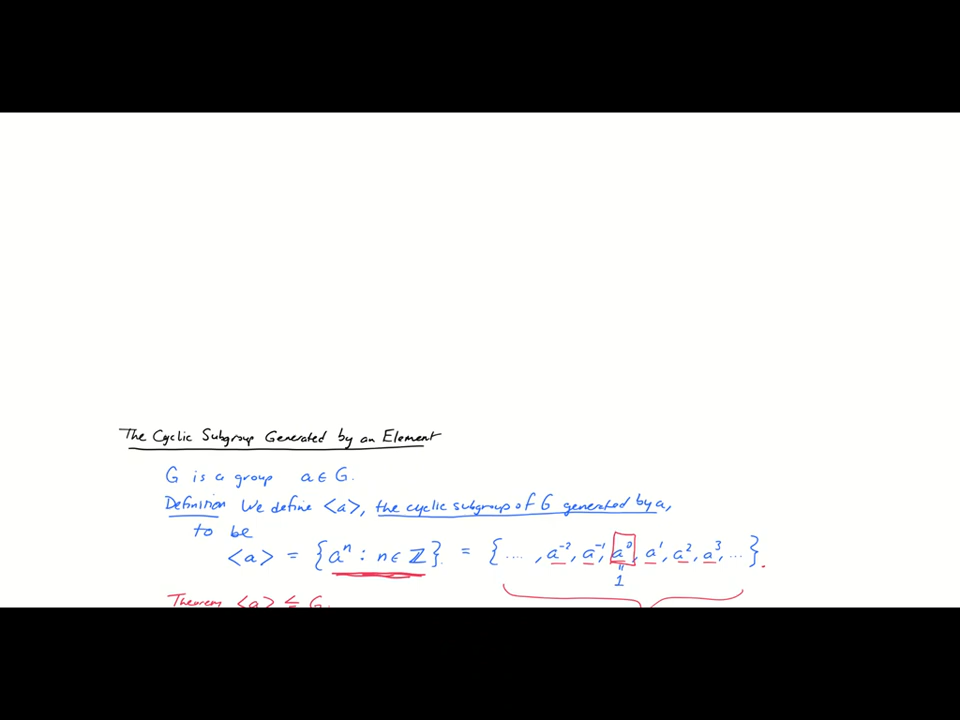 The Cyclic Subgroup Generated by an Element
G is a group a ∈ G.
Definition We define <a>, the cyclic subgroup of G generated by a,
to be
<a> = {aⁿ : n ∈ ℤ}. = {...., a⁻², a⁻¹, a⁰, a¹, a², a³, ...}.
"
1
Theorem <a> ≤ G.